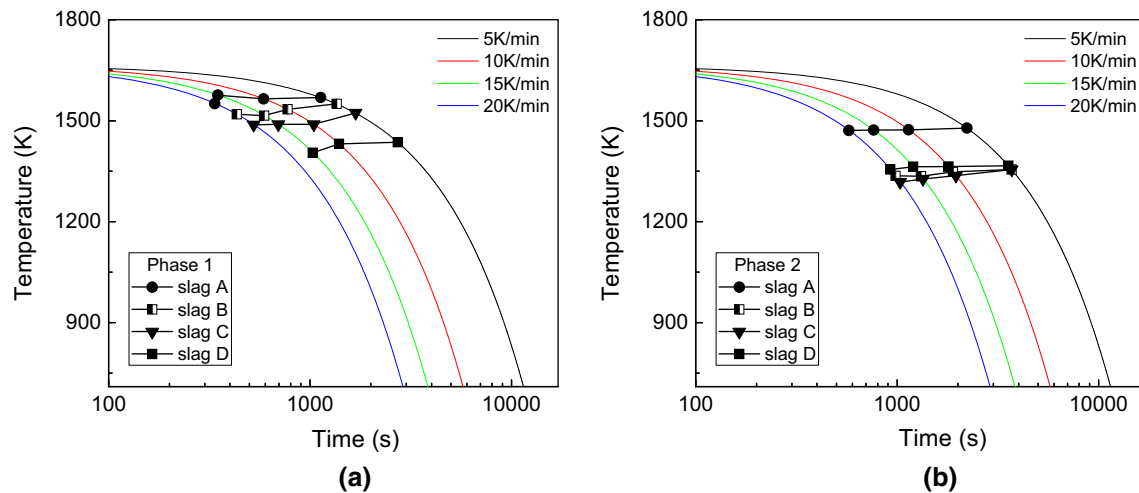 1800
1500
1200
900
Temperature (K)
5K/min
10K/min
15K/min
20K/min
Phase 1
slag A
slag B
slag C
slag D
100
1000
10000
Time (s)
(a)
1800
1500
1200
900
Temperature (K)
5K/min
10K/min
15K/min
20K/min
Phase 2
slag A
slag B
slag C
slag D
100
1000
10000
Time (s)
(b)